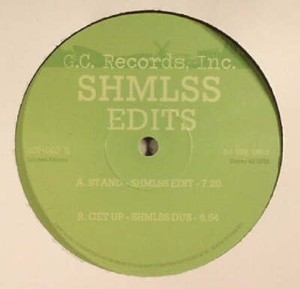 G.C. Records, Inc.
SHMLSS
EDITS
A. STAND - SHMLSS EDIT - 7.20
B. GET UP - SHMLSS DUB - 6.54